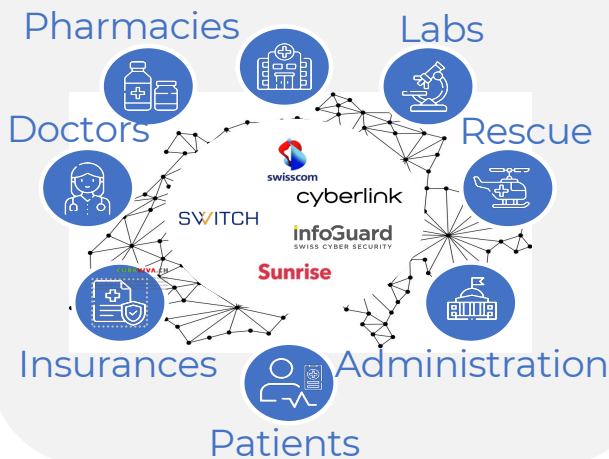 Pharmacies
Labs
Doctors
Rescue
swisscom
cyberlink
SWITCH
infoGuard
SWISS CYBER SECURITY
Sunrise
Insurances
Administration
Patients